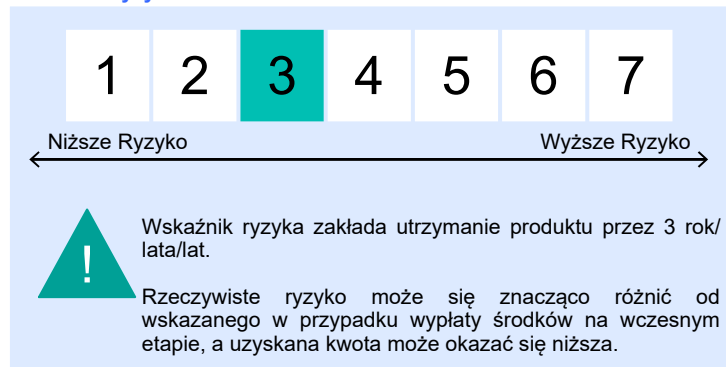 1 2 3 4 5 6 7
Niższe Ryzyko Wyższe Ryzyko
! Wskaźnik ryzyka zakłada utrzymanie produktu przez 3 rok/
lata/lat.
Rzeczywiste ryzyko może się znacząco różnić od
wskazanego w przypadku wypłaty środków na wczesnym
etapie, a uzyskana kwota może okazać się niższa.